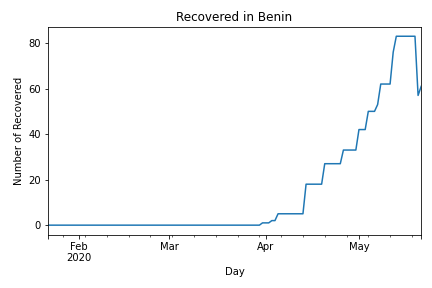 Recovered in Benin
Number of Recovered
80
60
40
20
0
Feb
2020
Mar
Apr
May
Day